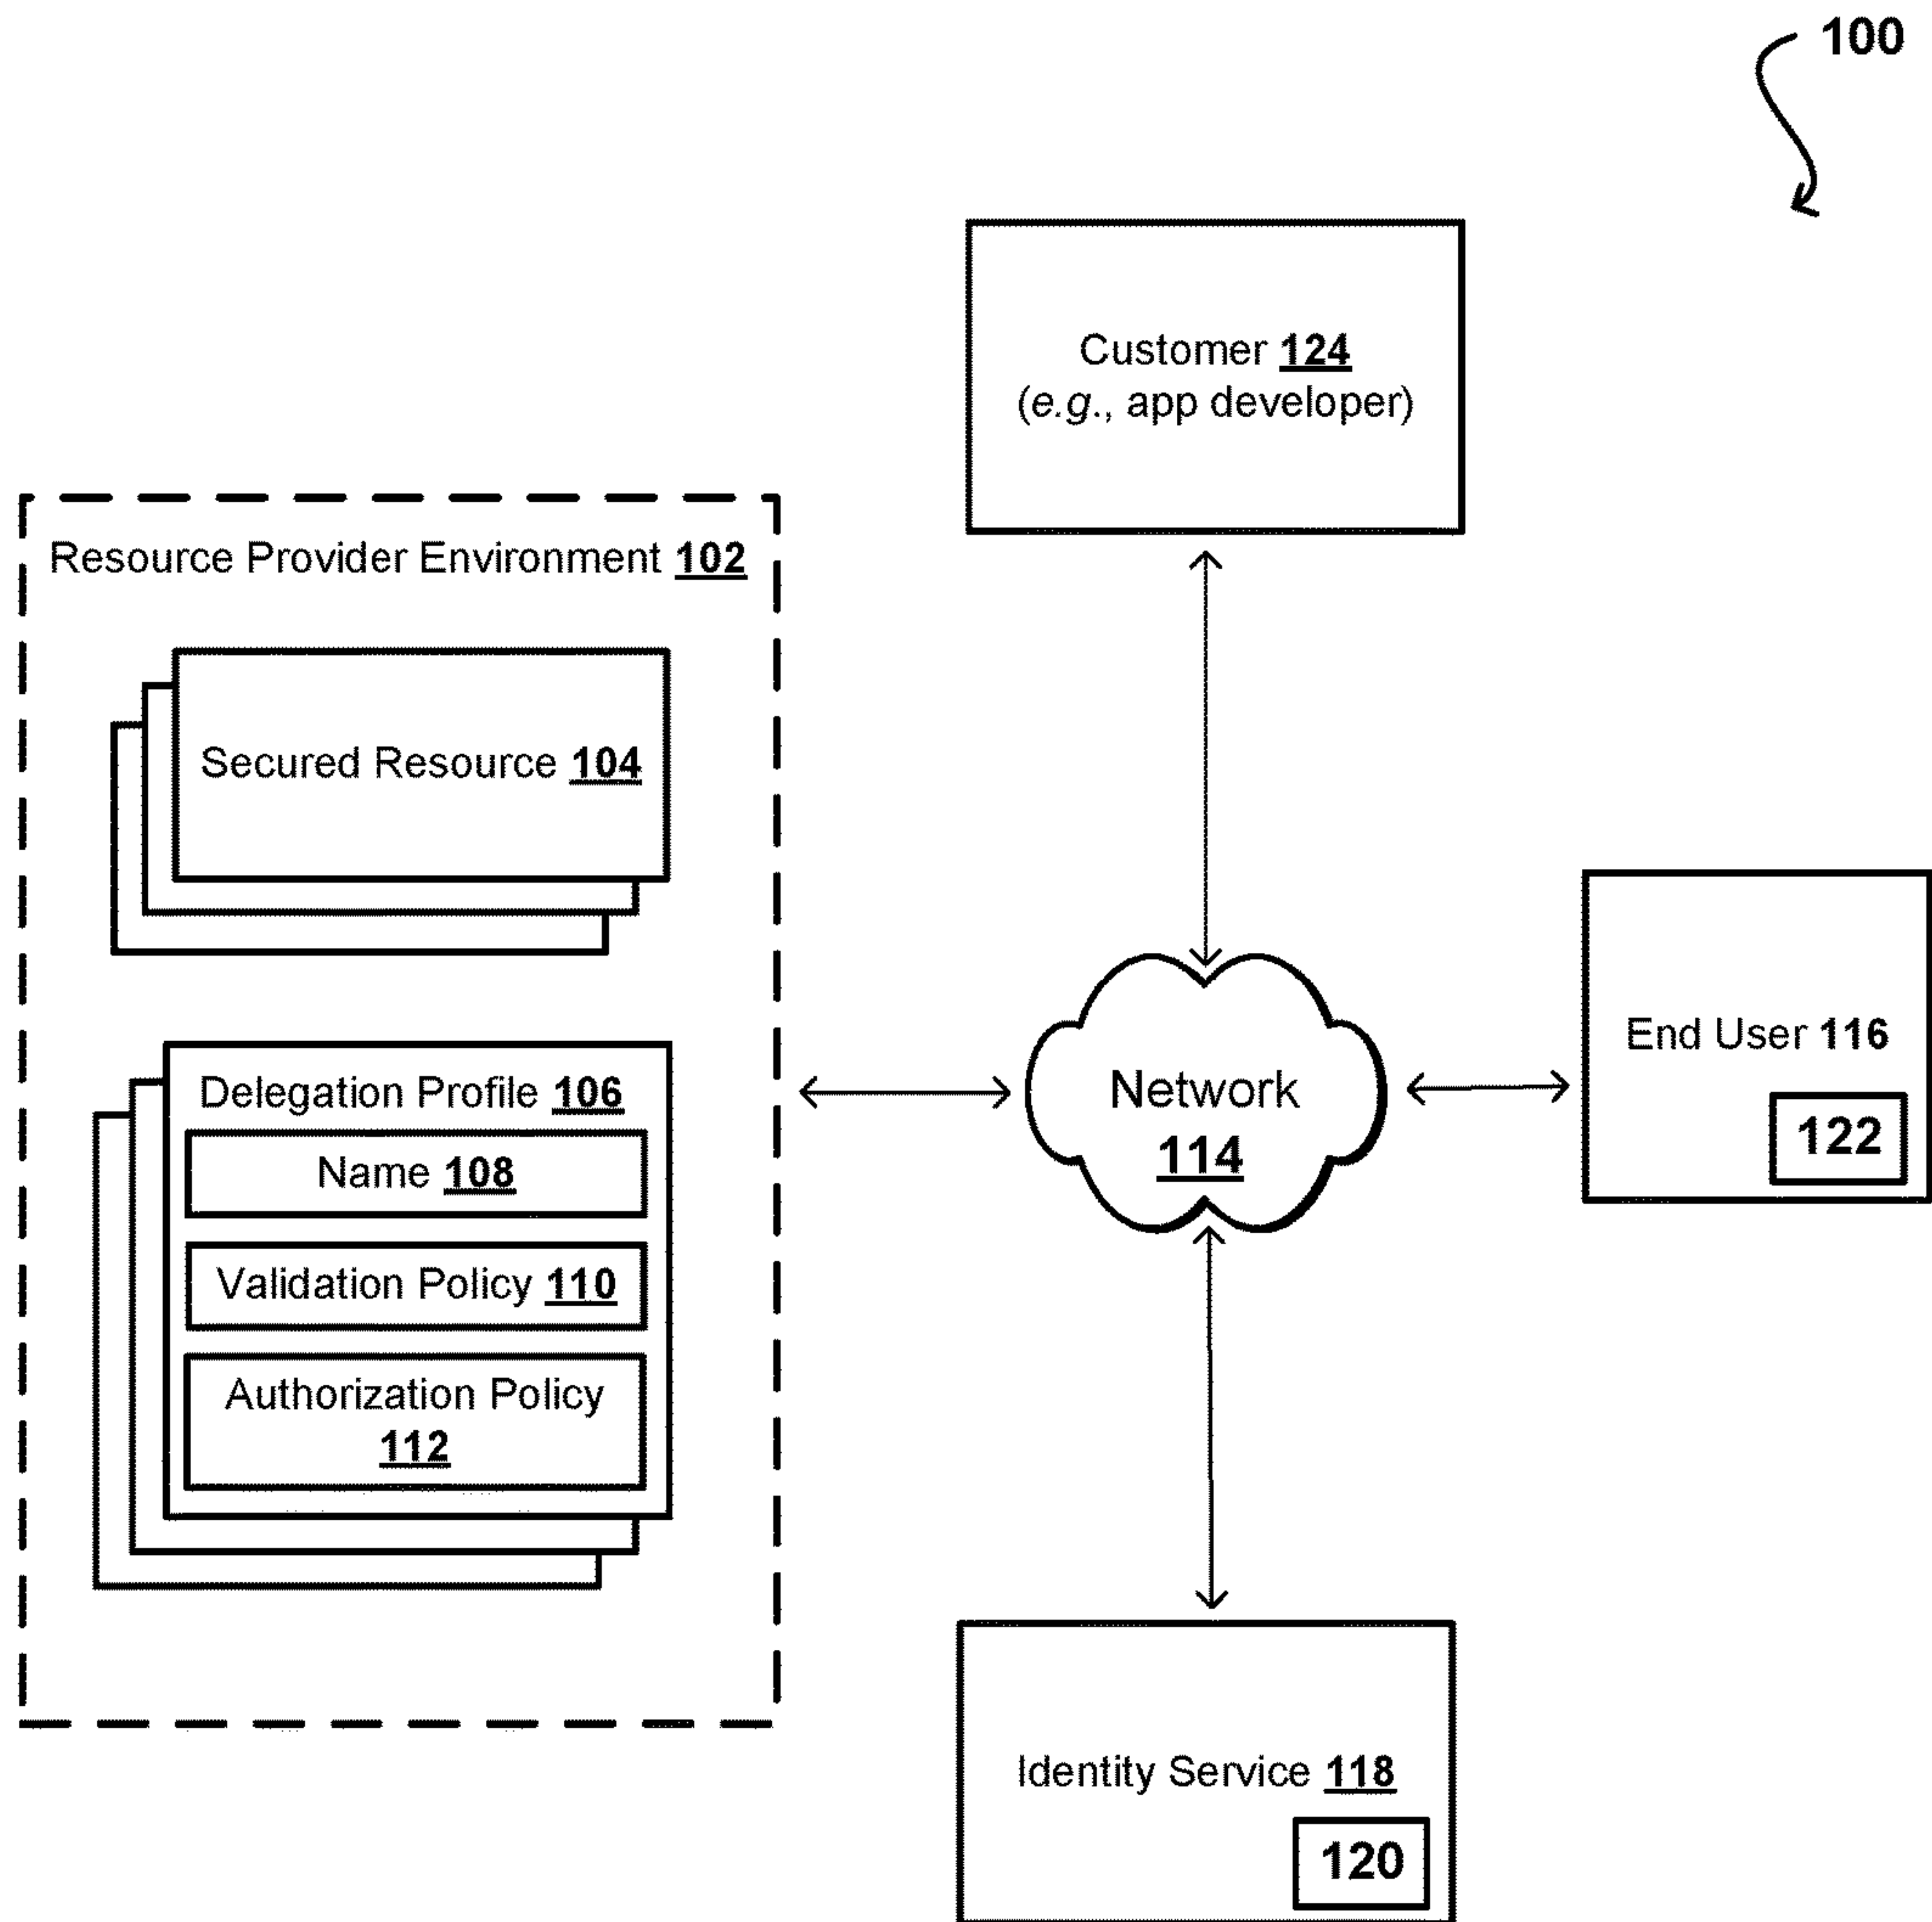 100
Customer 124
(e.g., app developer)
Resource Provider Environment 102
Secured Resource 104
Delegation Profile 106
Name 108
Validation Policy 110
Authorization Policy
112
Network
114
End User 116
122
Identity Service 118
120